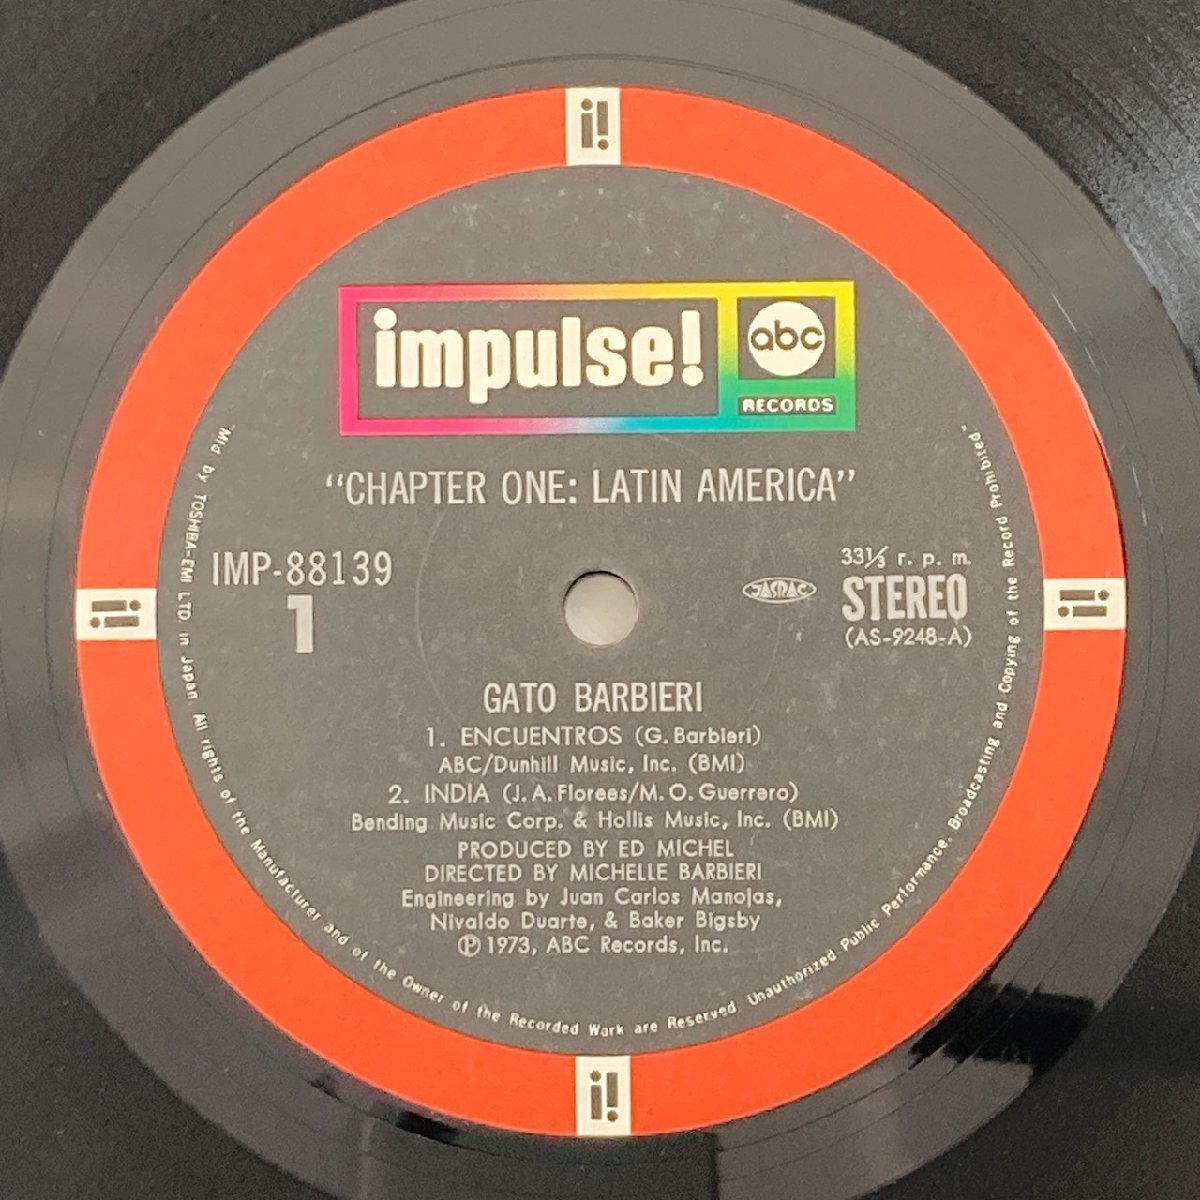 i!
impulse!
abc
RECORDS
"CHAPTER ONE: LATIN AMERICA"
IMP-88139
1
JASRAC
33⅓ r. p. m.
STEREO
(AS-9248-A)
i!
i!
GATO BARBIERI
1. ENCUENTROS (G. Barbieri)
ABC/Dunhill Music, Inc. (BMI)
2. INDIA (J. A. Florees/M. O. Guerrero)
Bending Music Corp. & Hollis Music, Inc. (BMI)
PRODUCED BY ED MICHEL
DIRECTED BY MICHELLE BARBIERI
Engineering by Juan Carlos Manojas,
Nivaldo Duarte, & Baker Bigsby
Ⓟ 1973, ABC Records, Inc.
"Mfd by TOSHIBA-EMI LTD. in Japan. All rights of the Manufacturer and of the Owner of the Recorded Work are Reserved. Unauthorized Public Performance, Broadcasting and Copying of the Record Prohibited"
i!